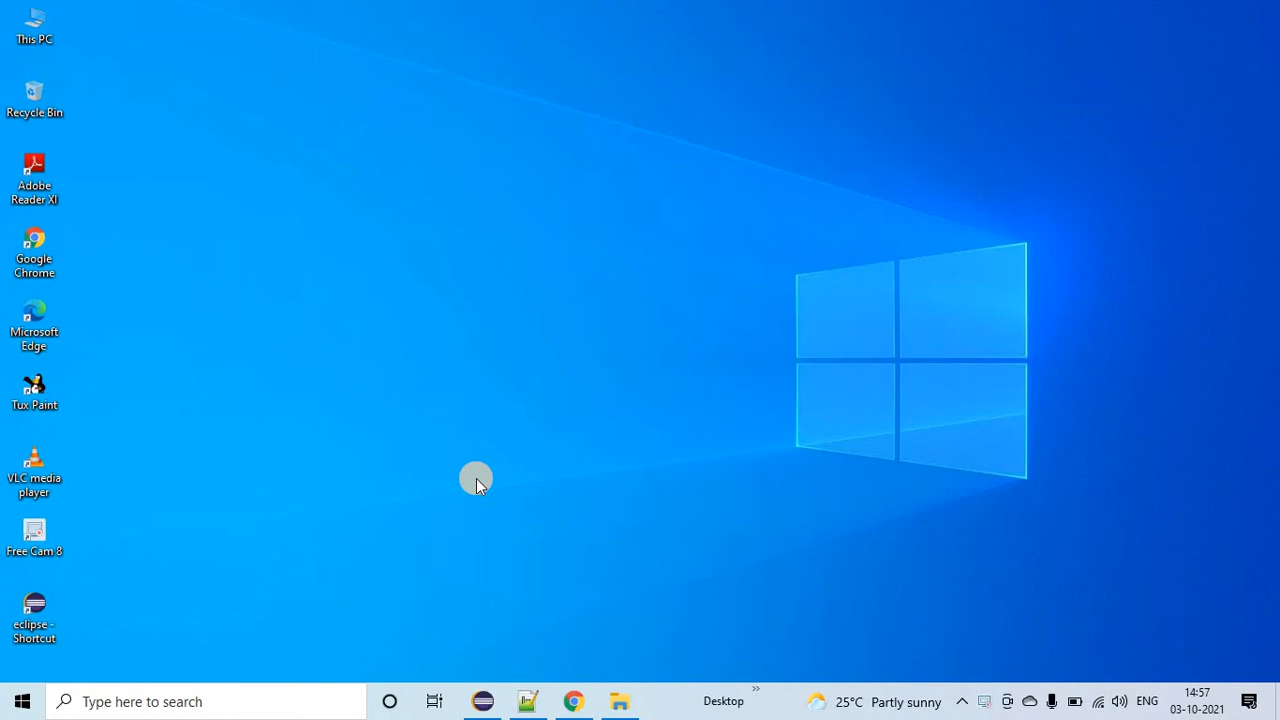 This PC
Recycle Bin
Adobe
Reader XI
Google
Chrome
Microsoft
Edge
Tux Paint
VLC media
player
Free Cam 8
eclipse -
Shortcut
Type here to search
Desktop
»
25°C Partly sunny
ENG
14:57
03-10-2021